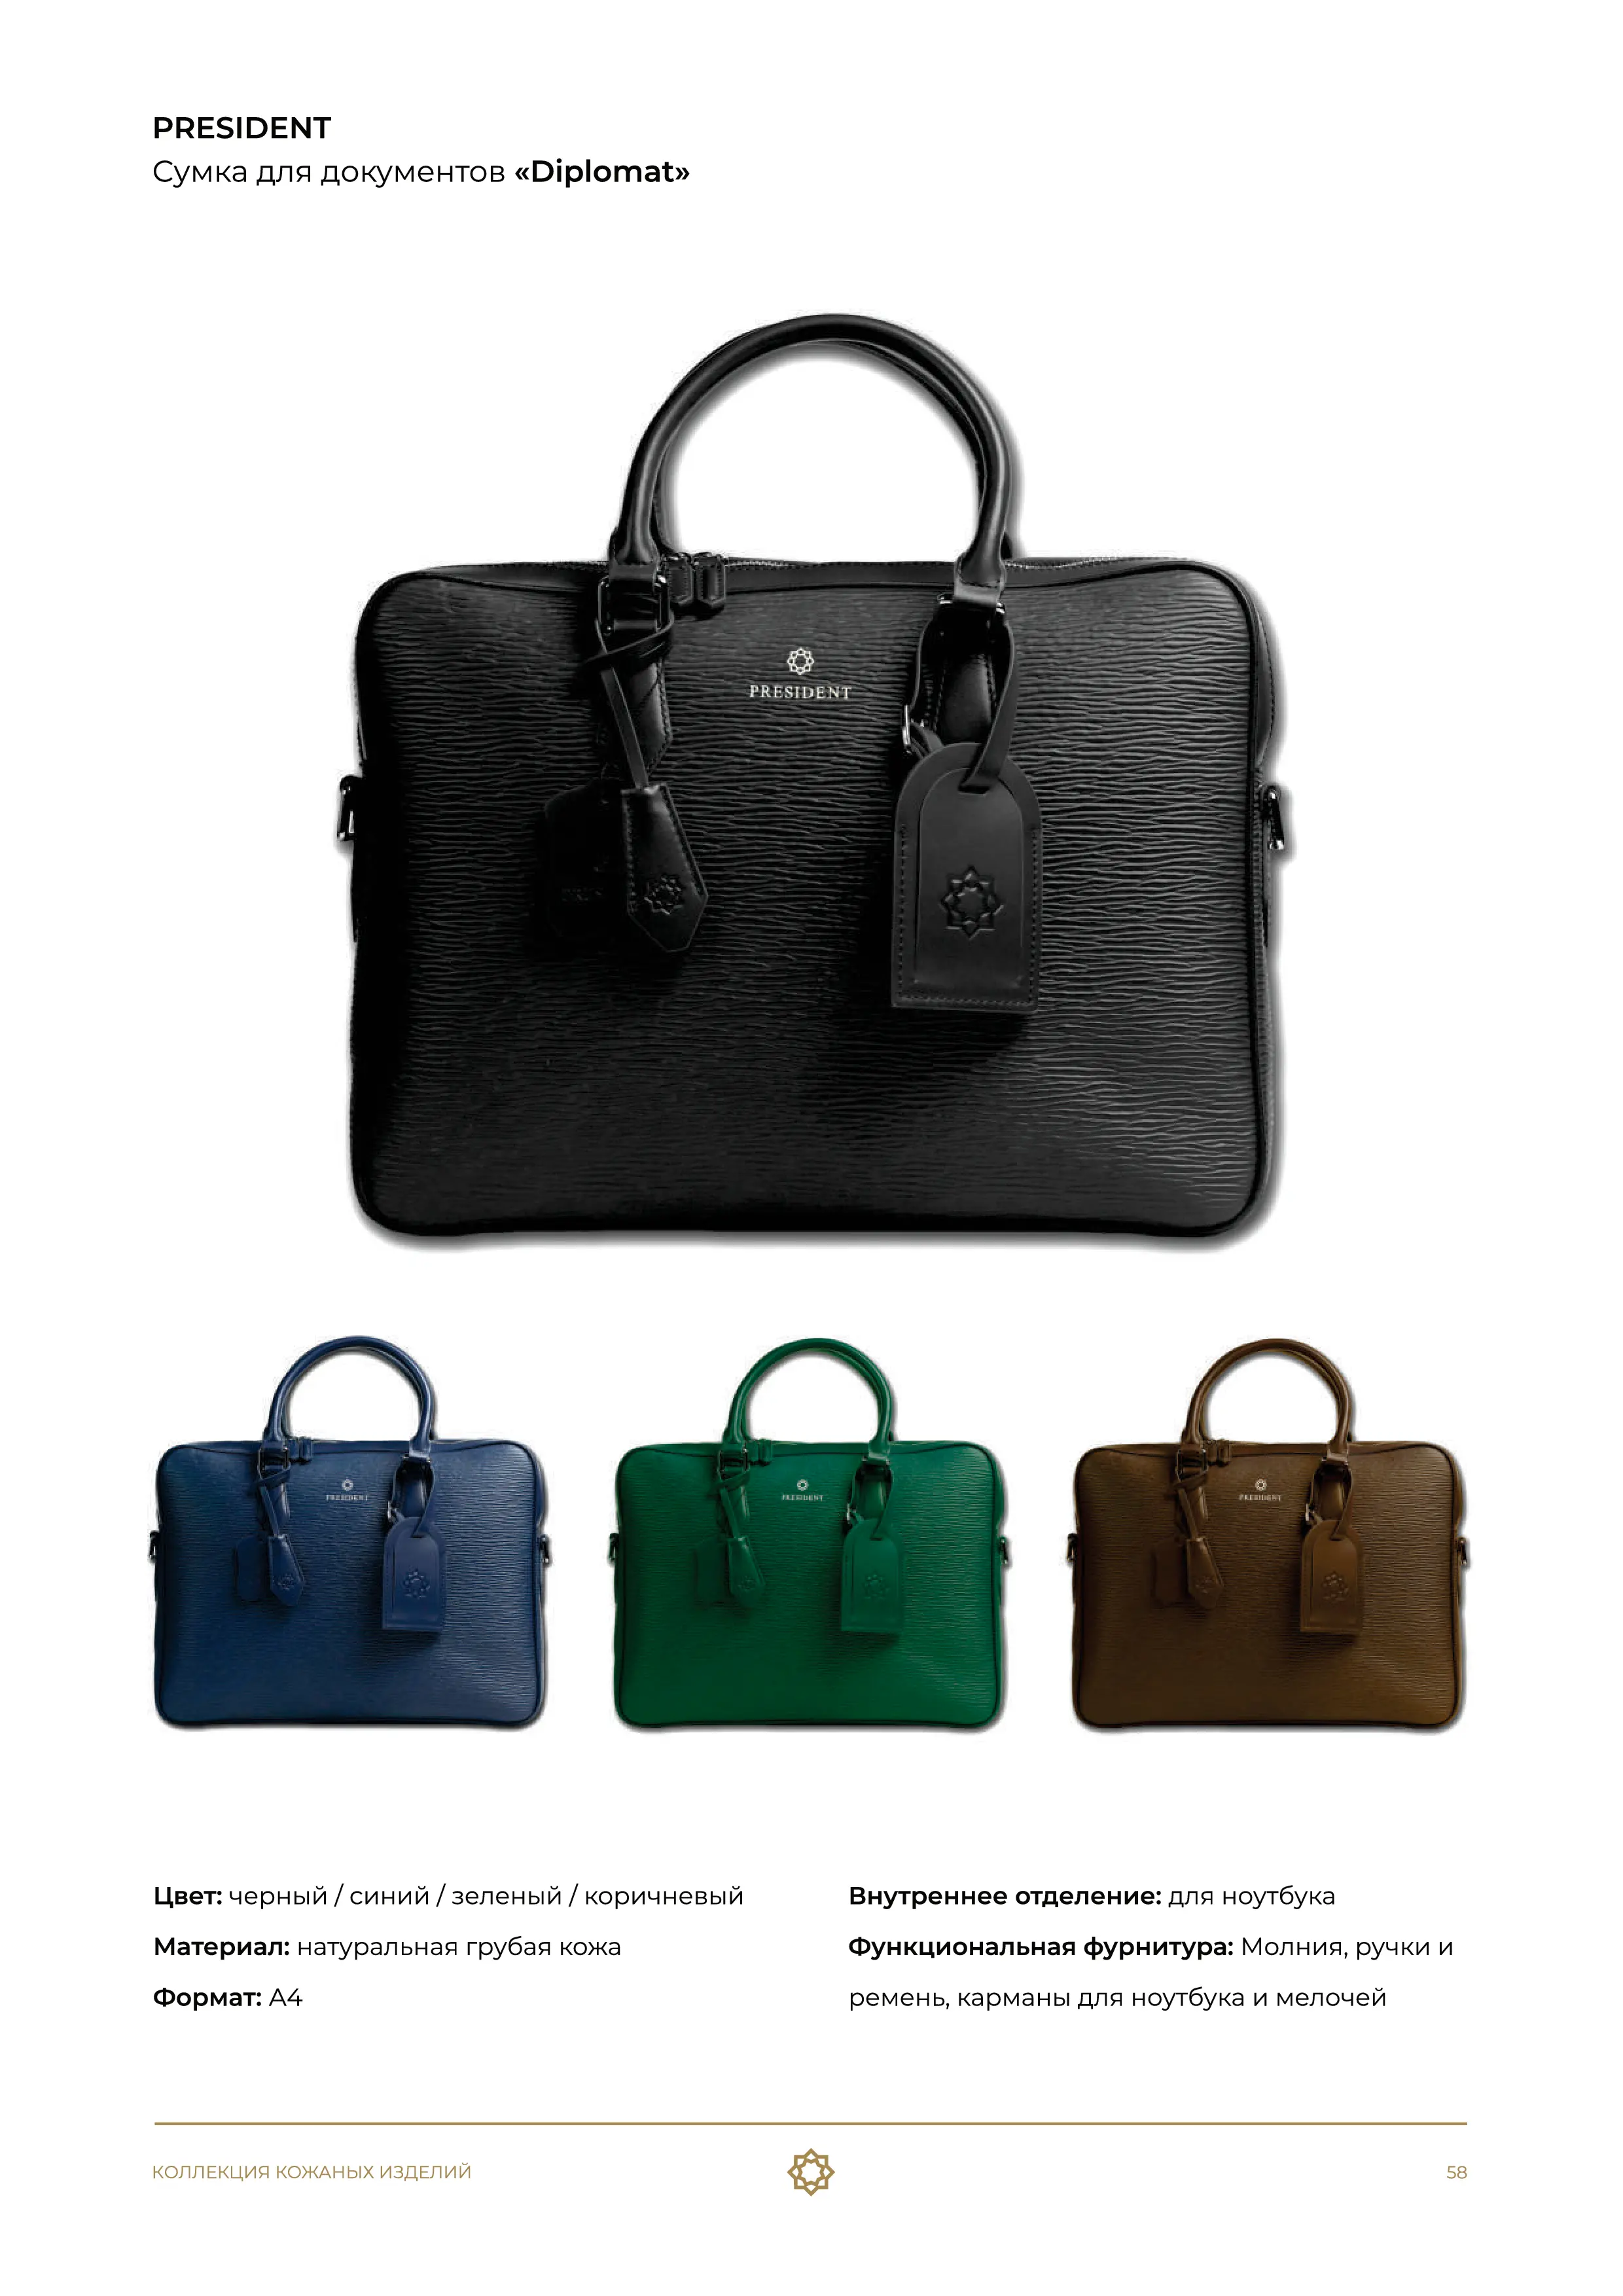 PRESIDENT
Сумка для документов «Diplomat»
PRESIDENT
PRESIDENT
PRESIDENT
PRESIDENT
Цвет: черный / синий / зеленый / коричневый
Материал: натуральная грубая кожа
Формат: А4
Внутреннее отделение: для ноутбука
Функциональная фурнитура: Молния, ручки и
ремень, карманы для ноутбука и мелочей
КОЛЛЕКЦИЯ КОЖАНЫХ ИЗДЕЛИЙ
58